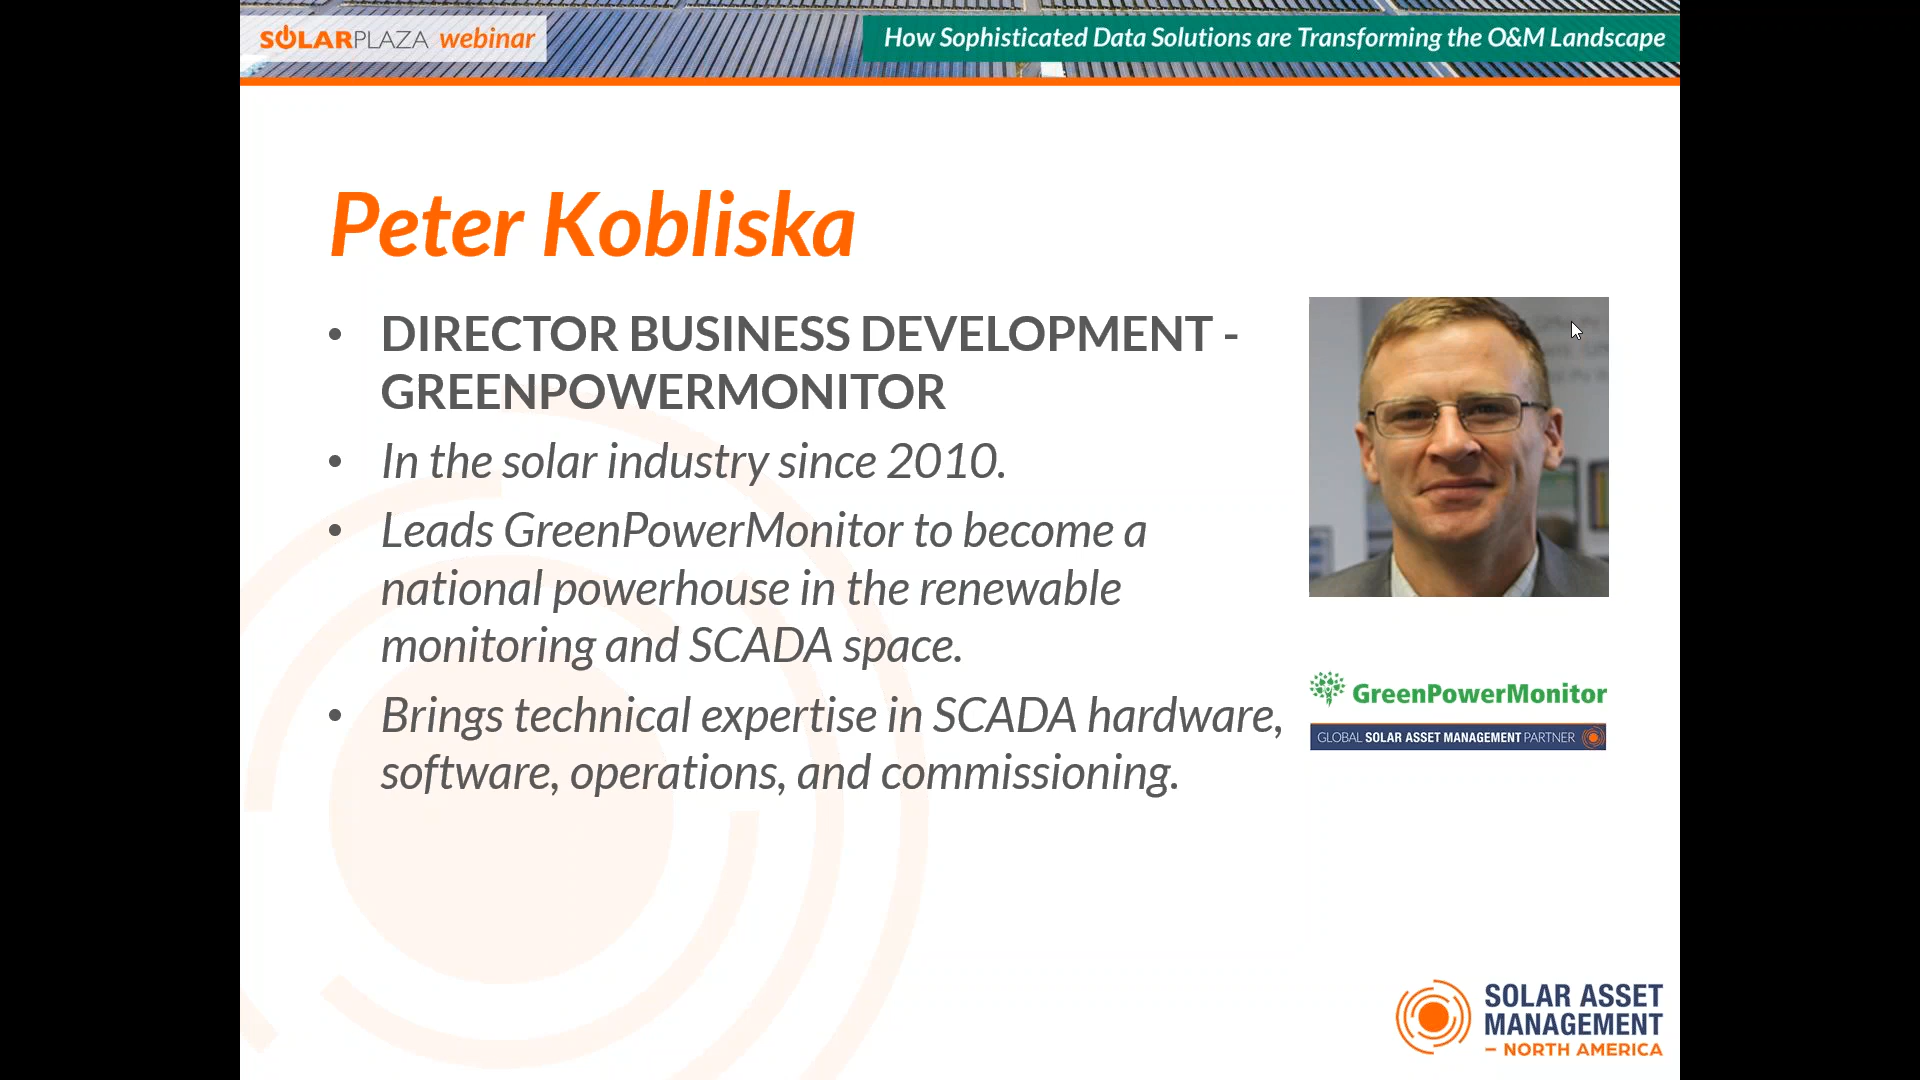 SOLARPLAZA webinar
How Sophisticated Data Solutions are Transforming the O&M Landscape
Peter Kobliska
• DIRECTOR BUSINESS DEVELOPMENT -
GREENPOWERMONITOR
• In the solar industry since 2010.
• Leads GreenPowerMonitor to become a
national powerhouse in the renewable
monitoring and SCADA space.
• Brings technical expertise in SCADA hardware,
software, operations, and commissioning.
GreenPowerMonitor
GLOBAL SOLAR ASSET MANAGEMENT PARTNER
SOLAR ASSET
MANAGEMENT
– NORTH AMERICA